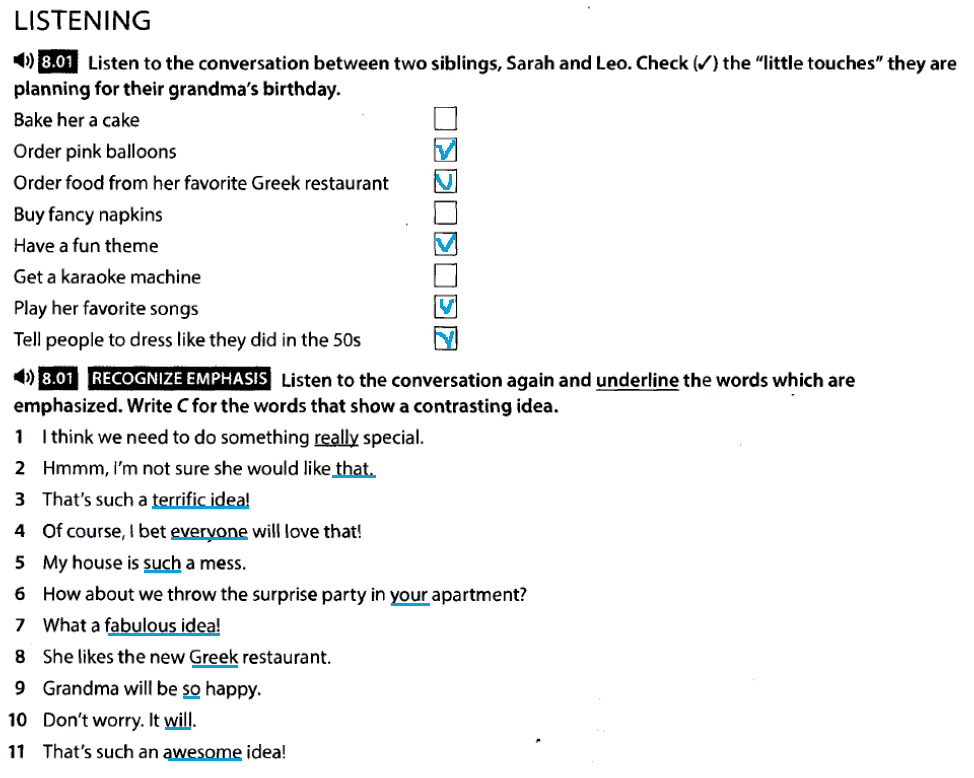 LISTENING
8.01 Listen to the conversation between two siblings, Sarah and Leo. Check (✓) the “little touches” they are
planning for their grandma’s birthday.
Bake her a cake
Order pink balloons
Order food from her favorite Greek restaurant
Buy fancy napkins
Have a fun theme
Get a karaoke machine
Play her favorite songs
Tell people to dress like they did in the 50s
8.01 RECOGNIZE EMPHASIS Listen to the conversation again and underline the words which are
emphasized. Write C for the words that show a contrasting idea.
1 I think we need to do something really special.
2 Hmmm, I’m not sure she would like that.
3 That’s such a terrific idea!
4 Of course, I bet everyone will love that!
5 My house is such a mess.
6 How about we throw the surprise party in your apartment?
7 What a fabulous idea!
8 She likes the new Greek restaurant.
9 Grandma will be so happy.
10 Don’t worry. It will.
11 That’s such an awesome idea!